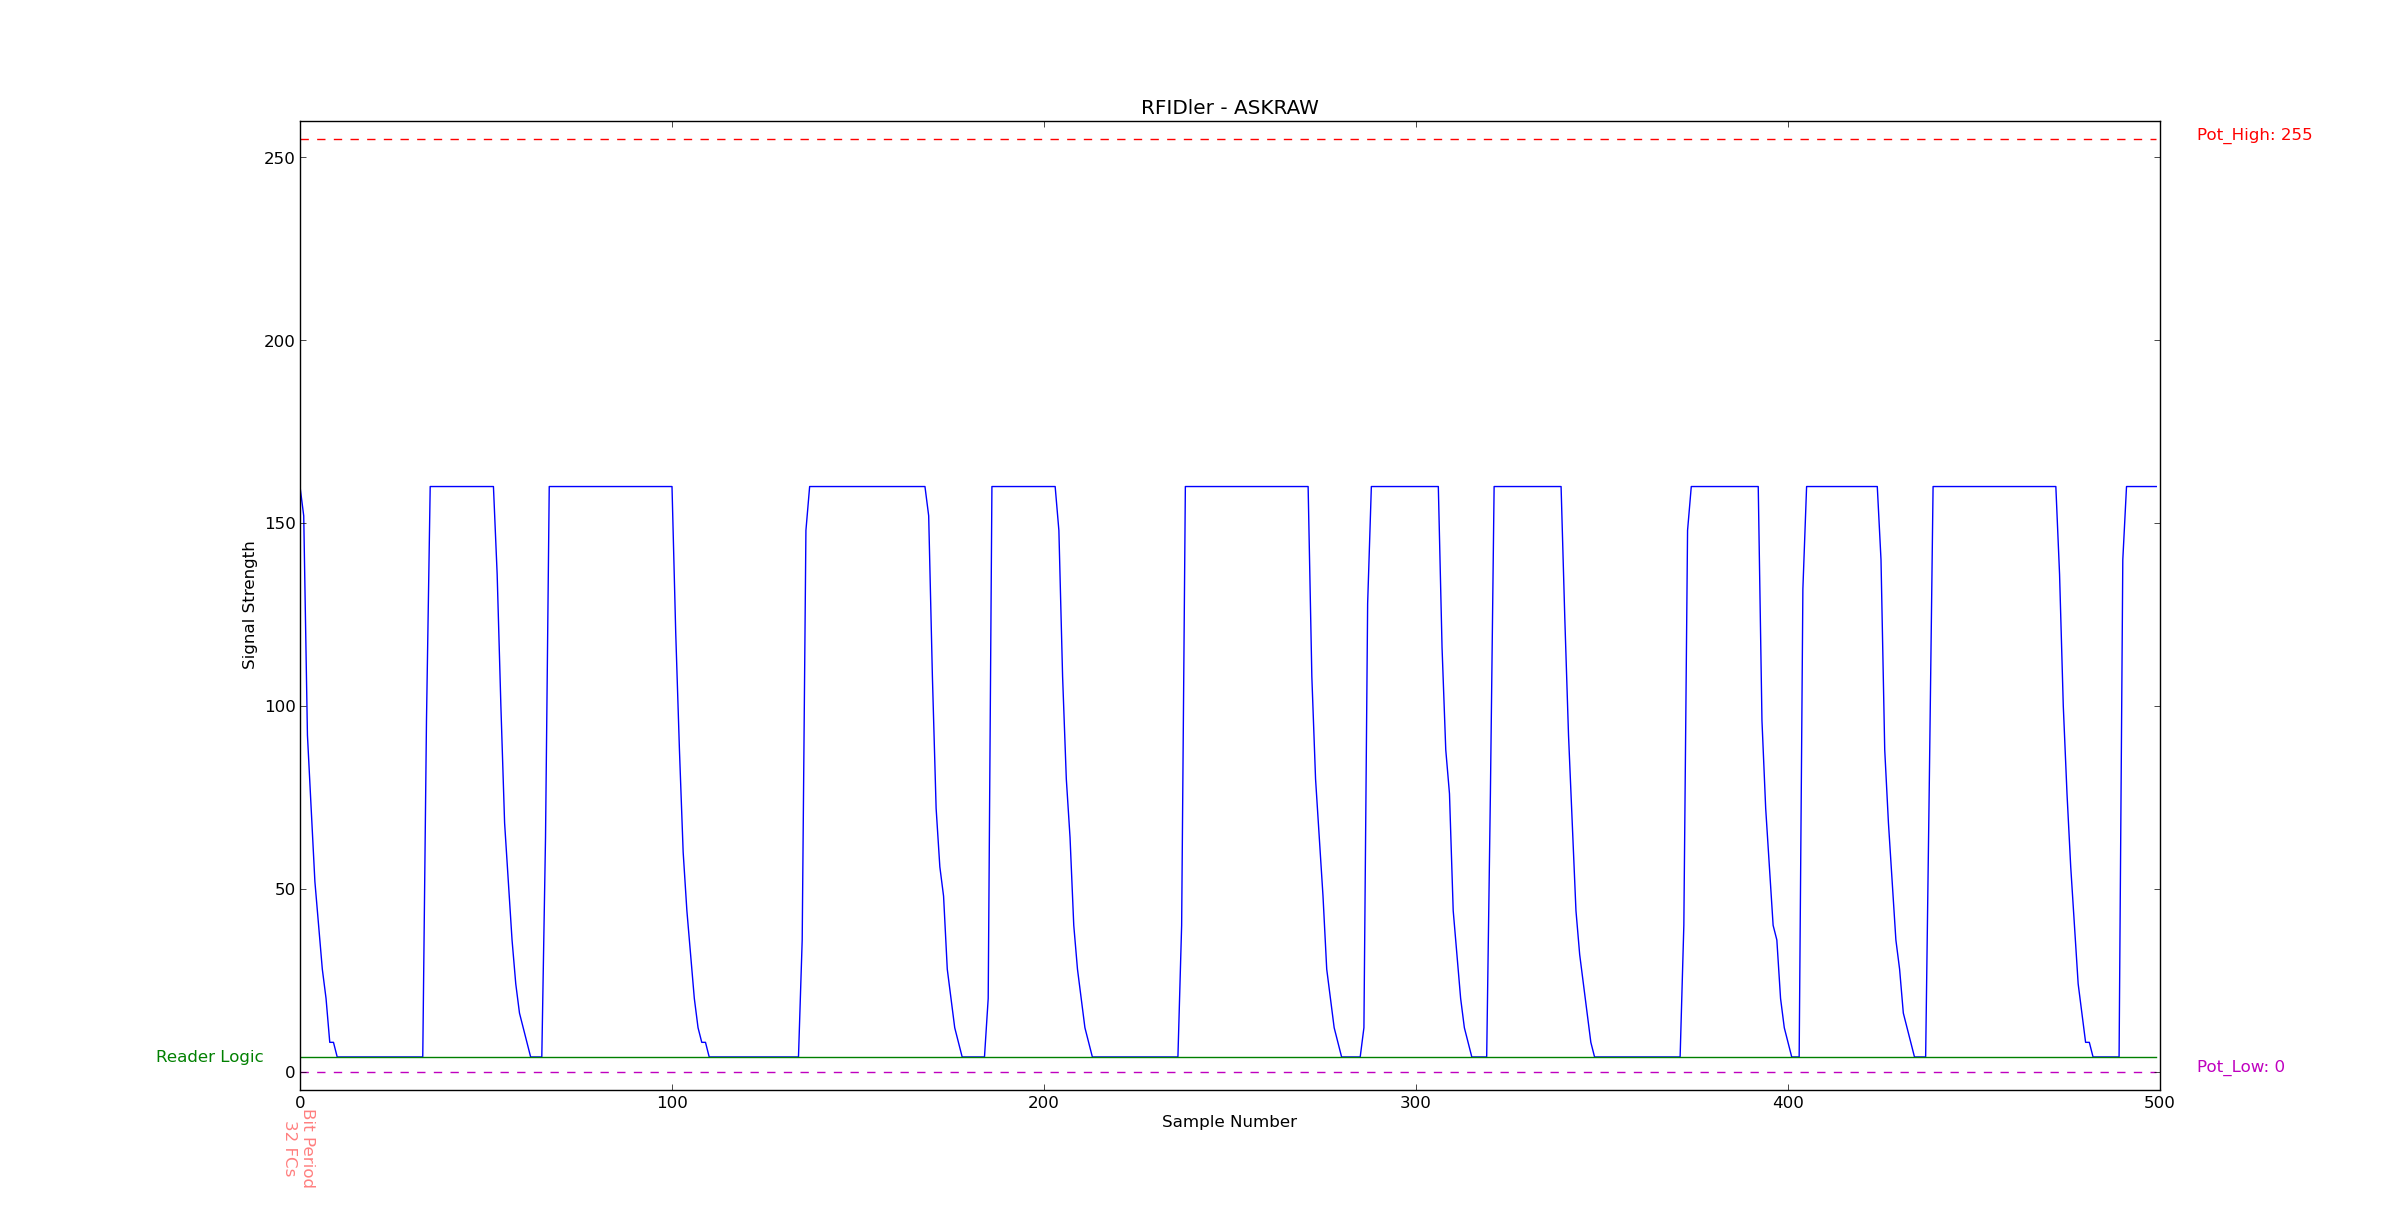 RFIDler - ASKRAW
Pot_High: 255
250
200
150
100
50
0
Signal Strength
Reader Logic
Pot_Low: 0
0 100 200 300 400 500
Sample Number
Bit Period
32 FCs